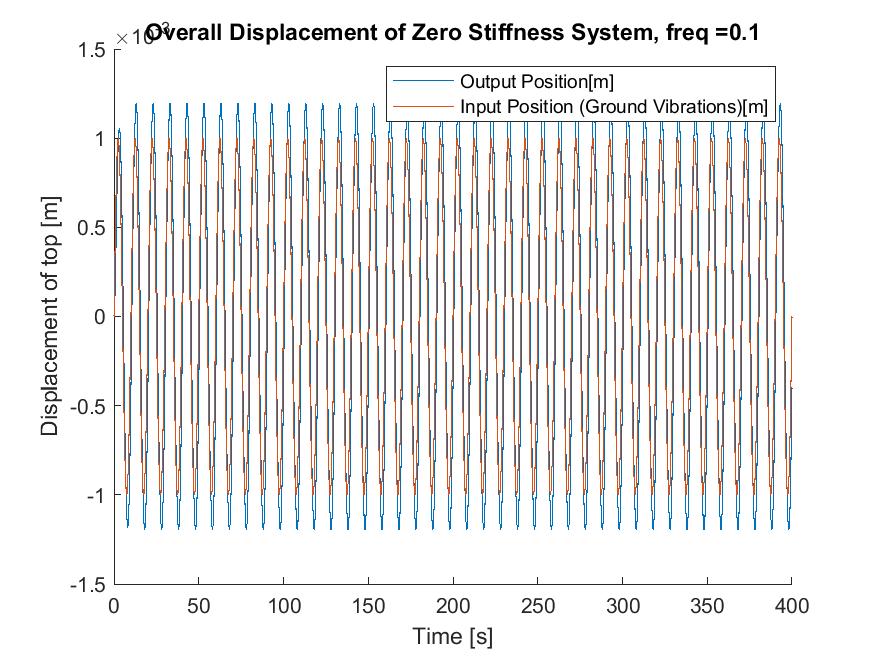 ×10⁻³
Overall Displacement of Zero Stiffness System, freq =0.1
Output Position[m]
Input Position (Ground Vibrations)[m]
1.5
1
0.5
0
-0.5
-1
-1.5
Displacement of top [m]
0 50 100 150 200 250 300 350 400
Time [s]